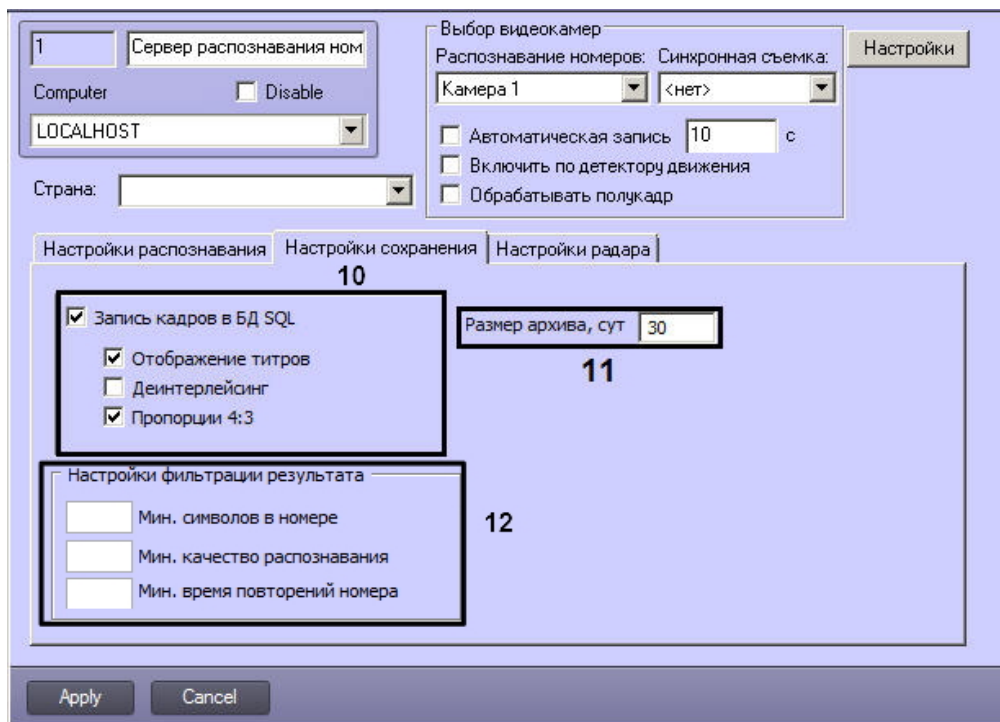 1
Сервер распознавания ном
Computer
Disable
LOCALHOST
Страна:
Выбор видеокамер
Распознавание номеров: Синхронная съемка:
Камера 1
<нет>
Автоматическая запись 10 с
Включить по детектору движения
Обрабатывать полукадр
Настройки
Настройки распознавания
Настройки сохранения
Настройки радара
10
Запись кадров в БД SQL
Отображение титров
Деинтерлейсинг
Пропорции 4:3
Размер архива, сут 30
11
Настройки фильтрации результата
Мин. символов в номере
Мин. качество распознавания
Мин. время повторений номера
12
Apply
Cancel